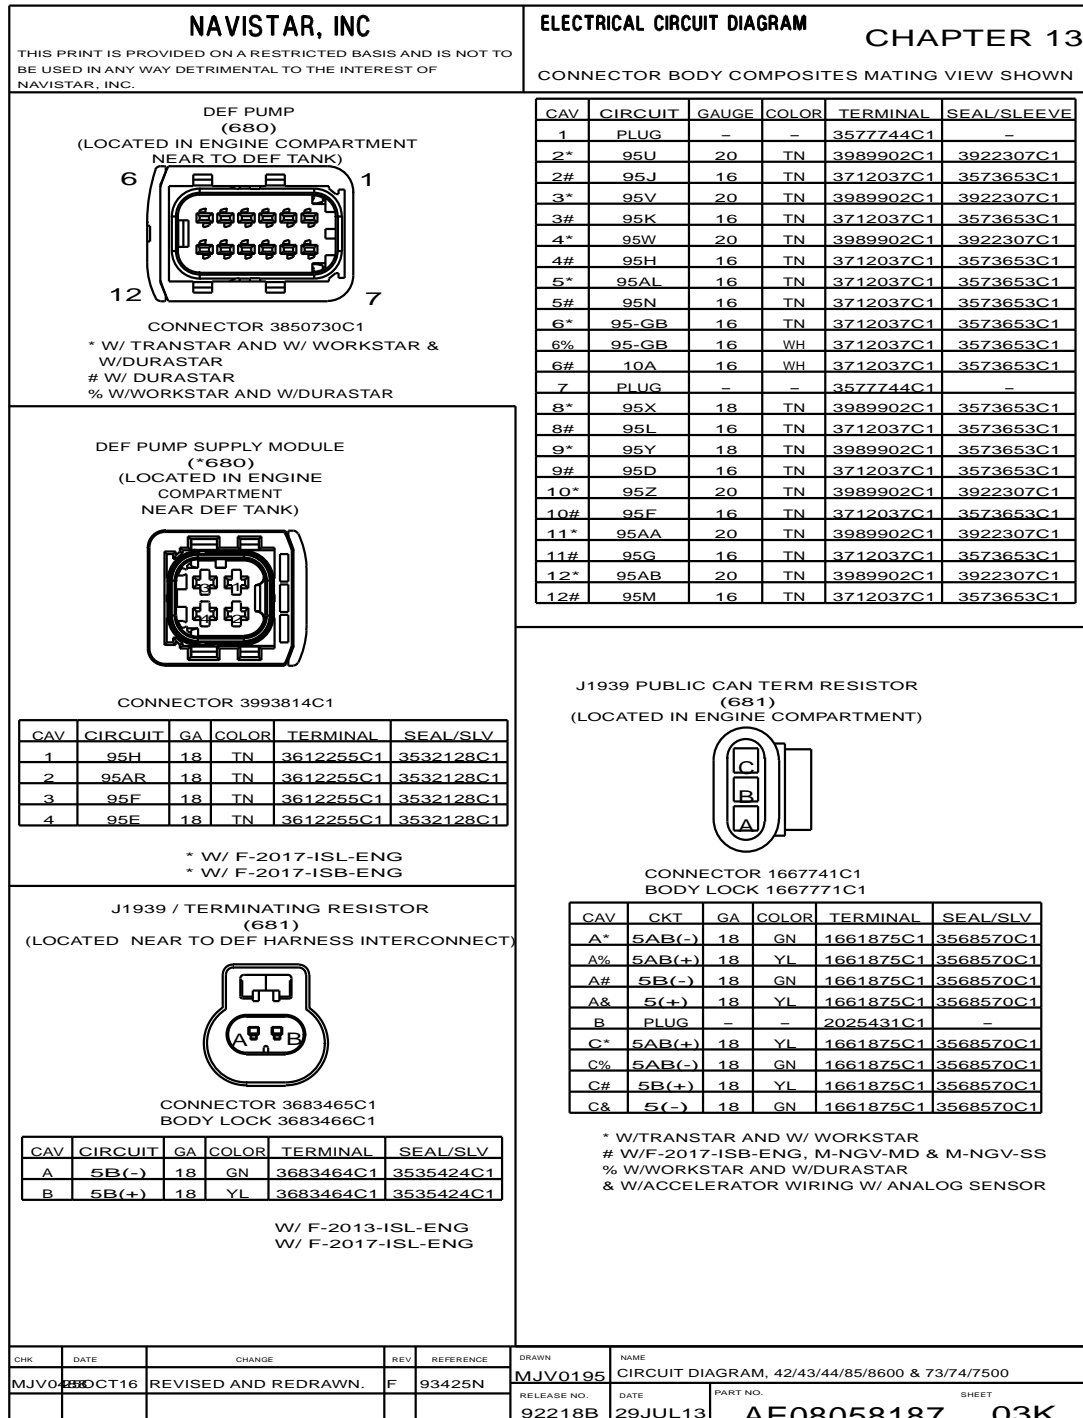 NAVISTAR, INC
THIS PRINT IS PROVIDED ON A RESTRICTED BASIS AND IS NOT TO
BE USED IN ANY WAY DETRIMENTAL TO THE INTEREST OF
NAVISTAR, INC.
ELECTRICAL CIRCUIT DIAGRAM
CHAPTER 13
CONNECTOR BODY COMPOSITES MATING VIEW SHOWN
DEF PUMP
(680)
(LOCATED IN ENGINE COMPARTMENT
NEAR TO DEF TANK)
6 1
12 7
CONNECTOR 3850730C1
* W/ TRANSTAR AND W/ WORKSTAR &
W/DURASTAR
# W/ DURASTAR
% W/WORKSTAR AND W/DURASTAR
CAV CIRCUIT GAUGE COLOR TERMINAL SEAL/SLEEVE
1 PLUG – – 3577744C1 –
2* 95U 20 TN 3989902C1 3922307C1
2# 95J 16 TN 3712037C1 3573653C1
3* 95V 20 TN 3989902C1 3922307C1
3# 95K 16 TN 3712037C1 3573653C1
4* 95W 20 TN 3989902C1 3922307C1
4# 95H 16 TN 3712037C1 3573653C1
5* 95AL 16 TN 3712037C1 3573653C1
5# 95N 16 TN 3712037C1 3573653C1
6* 95-GB 16 TN 3712037C1 3573653C1
6% 95-GB 16 WH 3712037C1 3573653C1
6# 10A 16 WH 3712037C1 3573653C1
7 PLUG – – 3577744C1 –
8* 95X 18 TN 3989902C1 3573653C1
8# 95L 16 TN 3712037C1 3573653C1
9* 95Y 18 TN 3989902C1 3573653C1
9# 95D 16 TN 3712037C1 3573653C1
10* 95Z 20 TN 3989902C1 3922307C1
10# 95F 16 TN 3712037C1 3573653C1
11* 95AA 20 TN 3989902C1 3922307C1
11# 95G 16 TN 3712037C1 3573653C1
12* 95AB 20 TN 3989902C1 3922307C1
12# 95M 16 TN 3712037C1 3573653C1
DEF PUMP SUPPLY MODULE
(*680)
(LOCATED IN ENGINE
COMPARTMENT
NEAR DEF TANK)
3 1
4 2
CONNECTOR 3993814C1
CAV CIRCUIT GA COLOR TERMINAL SEAL/SLV
1 95H 18 TN 3612255C1 3532128C1
2 95AR 18 TN 3612255C1 3532128C1
3 95F 18 TN 3612255C1 3532128C1
4 95E 18 TN 3612255C1 3532128C1
* W/ F-2017-ISL-ENG
* W/ F-2017-ISB-ENG
J1939 / TERMINATING RESISTOR
(681)
(LOCATED NEAR TO DEF HARNESS INTERCONNECT)
A B
CONNECTOR 3683465C1
BODY LOCK 3683466C1
CAV CIRCUIT GA COLOR TERMINAL SEAL/SLV
A 5B(-) 18 GN 3683464C1 3535424C1
B 5B(+) 18 YL 3683464C1 3535424C1
W/ F-2013-ISL-ENG
W/ F-2017-ISL-ENG
J1939 PUBLIC CAN TERM RESISTOR
(681)
(LOCATED IN ENGINE COMPARTMENT)
C
B
A
CONNECTOR 1667741C1
BODY LOCK 1667771C1
CAV CKT GA COLOR TERMINAL SEAL/SLV
A* 5AB(-) 18 GN 1661875C1 3568570C1
A% 5AB(+) 18 YL 1661875C1 3568570C1
A# 5B(-) 18 GN 1661875C1 3568570C1
A& 5(+) 18 YL 1661875C1 3568570C1
B PLUG – – 2025431C1 –
C* 5AB(+) 18 YL 1661875C1 3568570C1
C% 5AB(-) 18 GN 1661875C1 3568570C1
C# 5B(+) 18 YL 1661875C1 3568570C1
C& 5(-) 18 GN 1661875C1 3568570C1
* W/TRANSTAR AND W/ WORKSTAR
# W/F-2017-ISB-ENG, M-NGV-MD & M-NGV-SS
% W/WORKSTAR AND W/DURASTAR
& W/ACCELERATOR WIRING W/ ANALOG SENSOR
CHK DATE CHANGE REV REFERENCE
REVISED AND REDRAWN. F 93425N
DRAWN NAME
MJV0195 CIRCUIT DIAGRAM, 42/43/44/85/8600 & 73/74/7500
RELEASE NO. DATE PART NO. SHEET
92218B 29JUL13 AE08058187 03K